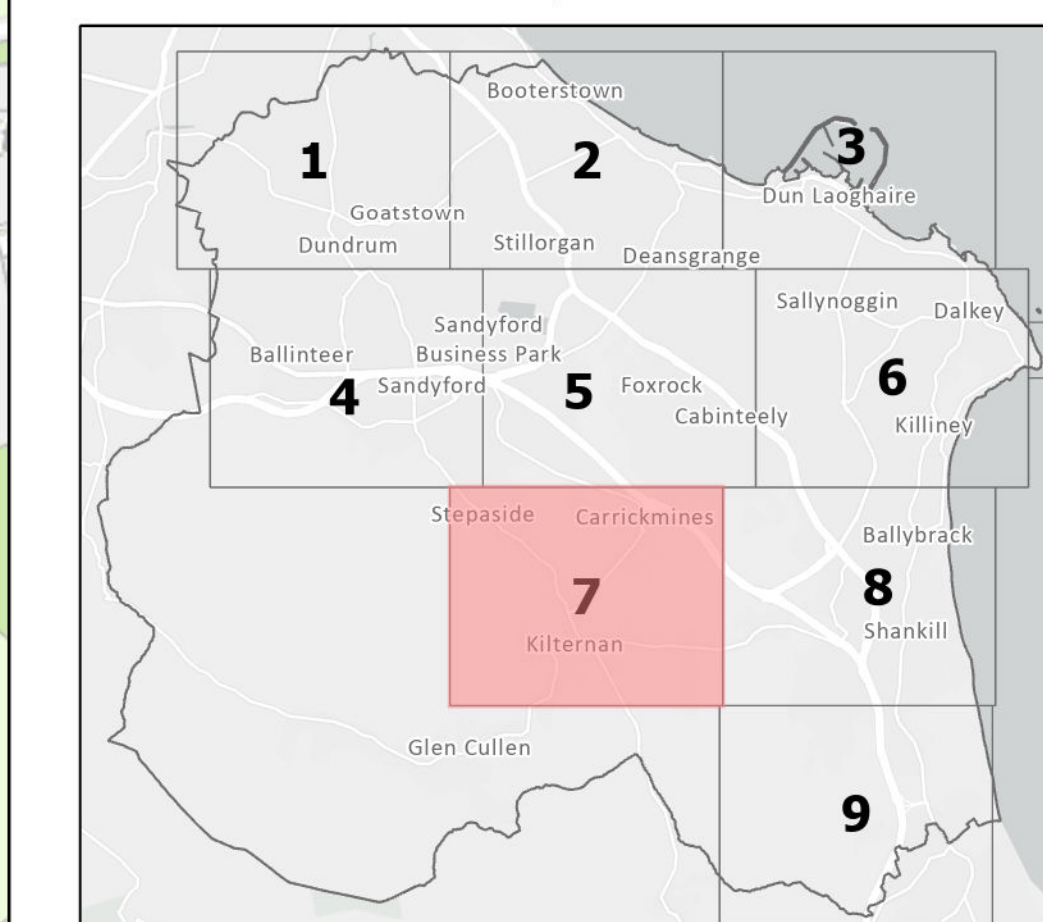 Booterstown
1
2
3
Dun Laoghaire
Goatstown
Dundrum
Stillorgan
Deansgrange
Sallynoggin
Dalkey
Sandyford
Business Park
Ballinteer
Sandyford
4
5
Foxrock
6
Cabinteely
Killiney
Stepaside
Carrickmines
Ballybrack
7
8
Shankill
Kilternan
Glen Cullen
9